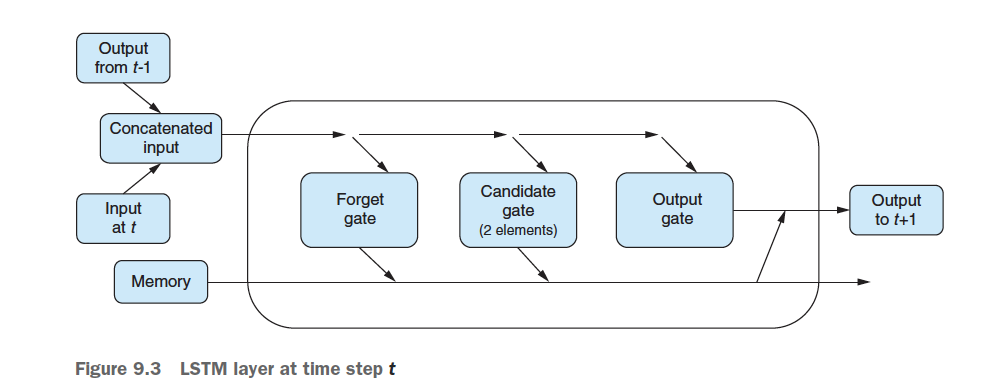 Output
from t-1
Concatenated
input
Input
at t
Memory
Forget
gate
Candidate
gate
(2 elements)
Output
gate
Output
to t+1
Figure 9.3 LSTM layer at time step t